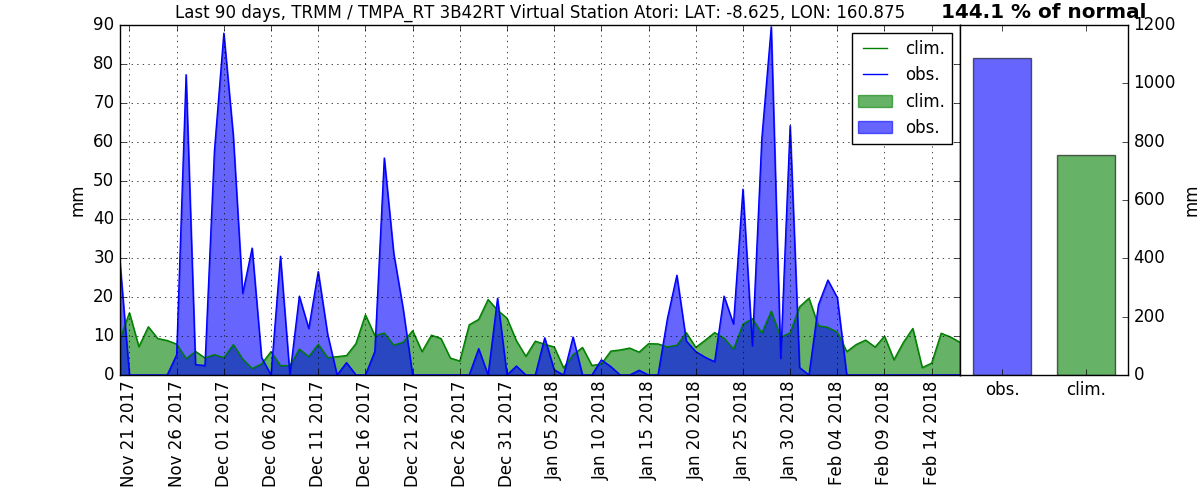 Last 90 days, TRMM / TMPA_RT 3B42RT Virtual Station Atori: LAT: -8.625, LON: 160.875
144.1 % of normal
90
80
70
60
50
40
30
20
10
0
mm
clim.
obs.
clim.
obs.
Nov 21 2017
Nov 26 2017
Dec 01 2017
Dec 06 2017
Dec 11 2017
Dec 16 2017
Dec 21 2017
Dec 26 2017
Dec 31 2017
Jan 05 2018
Jan 10 2018
Jan 15 2018
Jan 20 2018
Jan 25 2018
Jan 30 2018
Feb 04 2018
Feb 09 2018
Feb 14 2018
1200
1000
800
600
400
200
0
mm
obs.
clim.